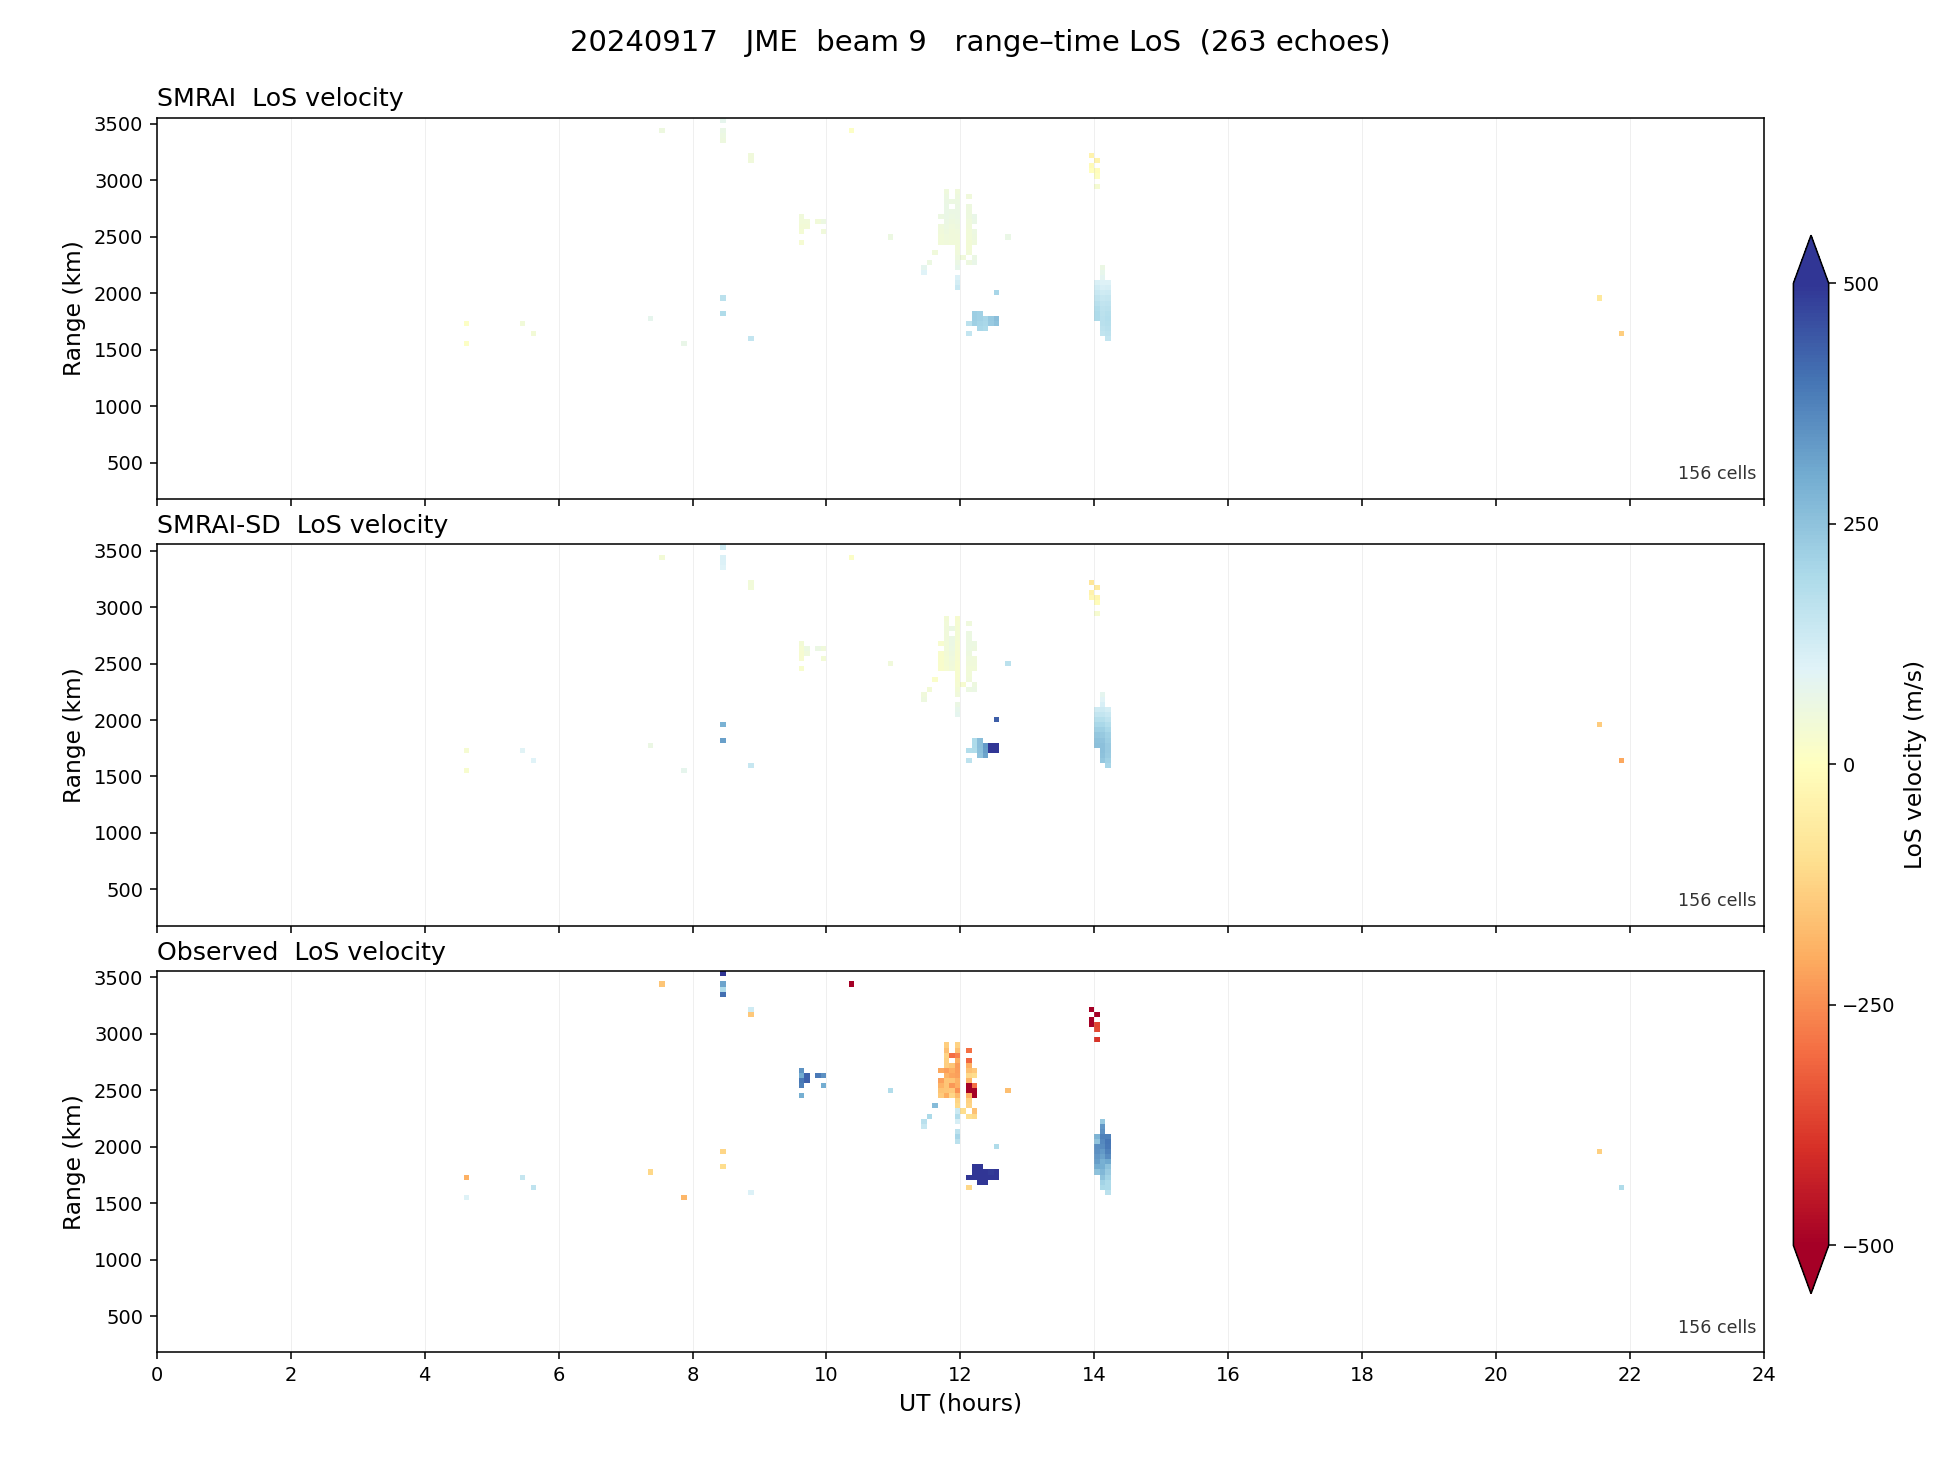 20240917   JME  beam 9   range–time LoS  (263 echoes)
SMRAI  LoS velocity
3500
3000
2500
2000
1500
1000
500
Range (km)
156 cells
SMRAI-SD  LoS velocity
3500
3000
2500
2000
1500
1000
500
Range (km)
156 cells
Observed  LoS velocity
3500
3000
2500
2000
1500
1000
500
Range (km)
156 cells
0 2 4 6 8 10 12 14 16 18 20 22 24
UT (hours)
500
250
0
−250
−500
LoS velocity (m/s)